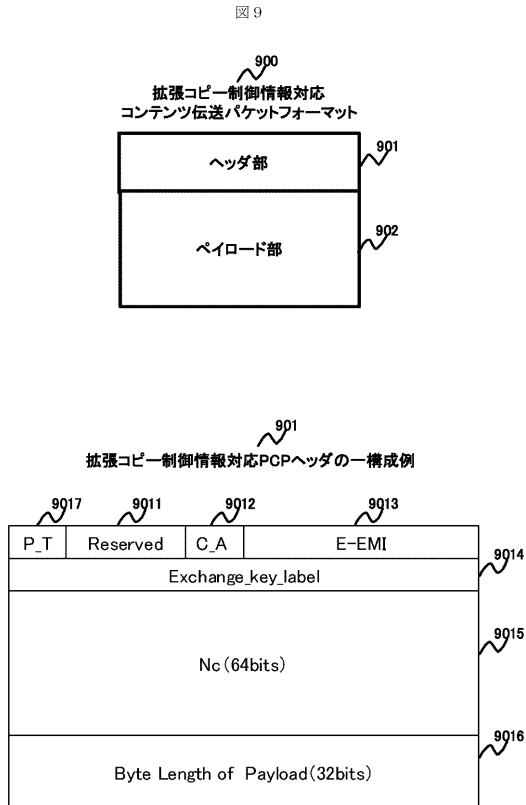 図9
900
拡張コピー制御情報対応
コンテンツ伝送パケットフォーマット
ヘッダ部
901
ペイロード部
902
901
拡張コピー制御情報対応PCPヘッダの一構成例
9017 9011 9012 9013
P_T Reserved C_A E-EMI
9014
Exchange_key_label
9015
Nc(64bits)
9016
Byte Length of Payload(32bits)